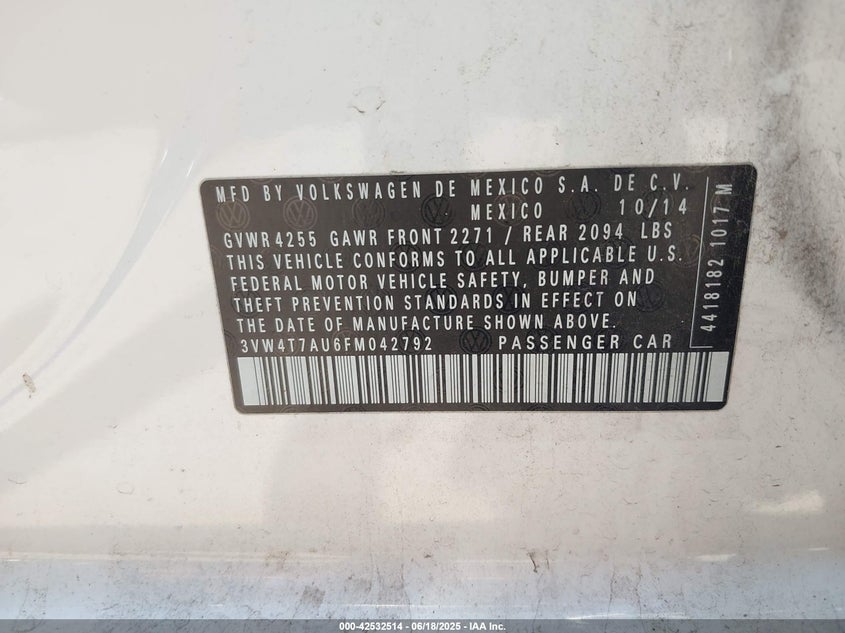 MFD BY VOLKSWAGEN DE MEXICO S.A. DE C.V.
MEXICO 10/14
GVWR 4255 GAWR FRONT 2271 / REAR 2094 LBS
THIS VEHICLE CONFORMS TO ALL APPLICABLE U.S.
FEDERAL MOTOR VEHICLE SAFETY, BUMPER AND
THEFT PREVENTION STANDARDS IN EFFECT ON
THE DATE OF MANUFACTURE SHOWN ABOVE.
3VW4T7AU6FM042792 PASSENGER CAR
4418182 1017 M
000-42532514 - 06/18/2025 - IAA Inc.